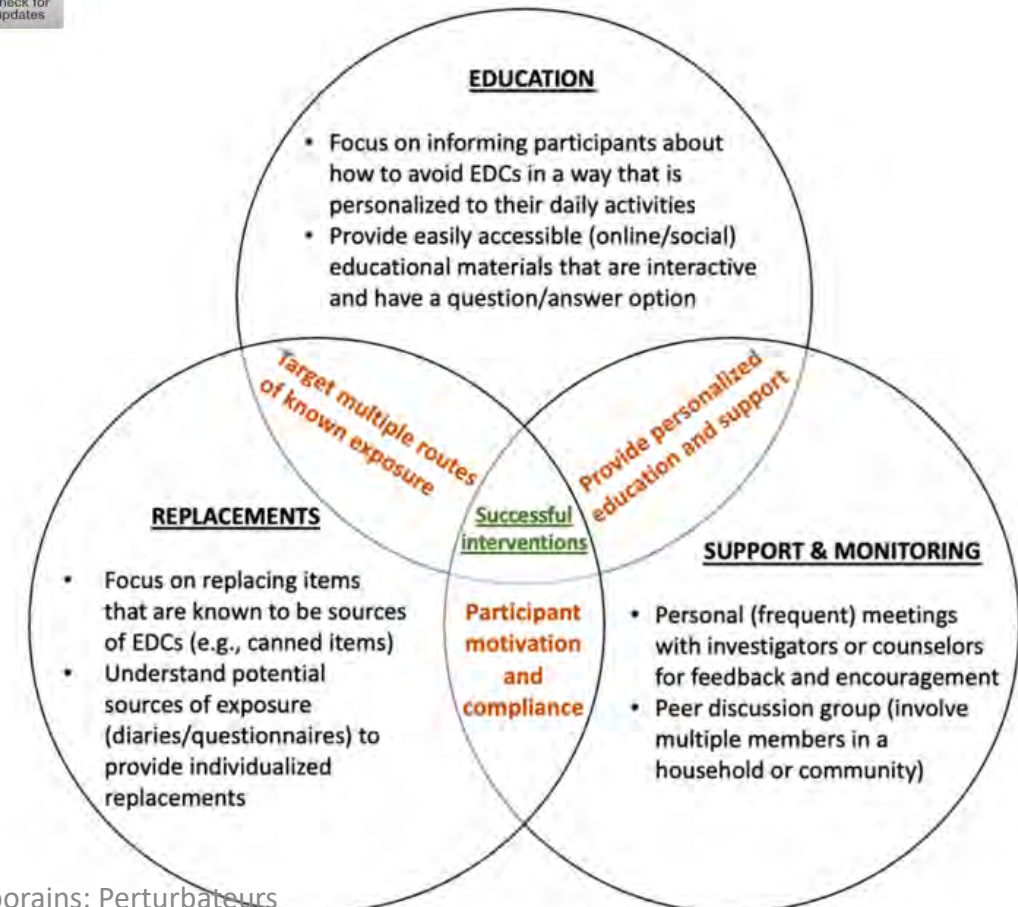 heck for
updates
EDUCATION
• Focus on informing participants about
how to avoid EDCs in a way that is
personalized to their daily activities
• Provide easily accessible (online/social)
educational materials that are interactive
and have a question/answer option
Target multiple routes
of known exposure
Provide personalized
education and support
Successful
interventions
REPLACEMENTS
• Focus on replacing items
that are known to be sources
of EDCs (e.g., canned items)
• Understand potential
sources of exposure
(diaries/questionnaires) to
provide individualized
replacements
Participant
motivation
and
compliance
SUPPORT & MONITORING
• Personal (frequent) meetings
with investigators or counselors
for feedback and encouragement
• Peer discussion group (involve
multiple members in a
household or community)
orains: Perturbateurs